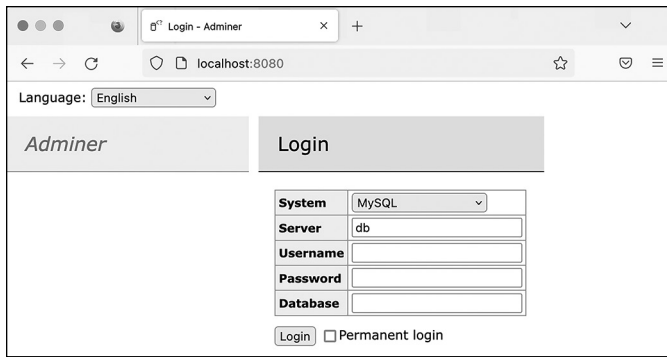 Login - Adminer
localhost:8080
Language: English
Adminer
Login
System MySQL
Server db
Username
Password
Database
Login Permanent login